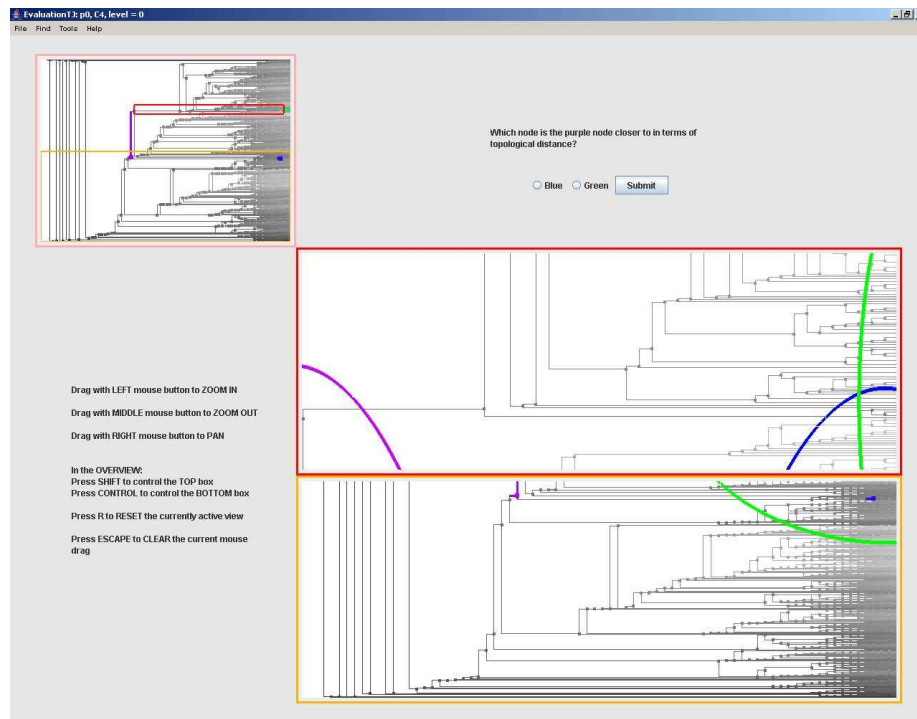 EvaluationT3: p0, C4, level = 0
File Find Tools Help
Which node is the purple node closer to in terms of
topological distance?
Blue Green Submit
Drag with LEFT mouse button to ZOOM IN
Drag with MIDDLE mouse button to ZOOM OUT
Drag with RIGHT mouse button to PAN
In the OVERVIEW:
Press SHIFT to control the TOP box
Press CONTROL to control the BOTTOM box
Press R to RESET the currently active view
Press ESCAPE to CLEAR the current mouse
drag